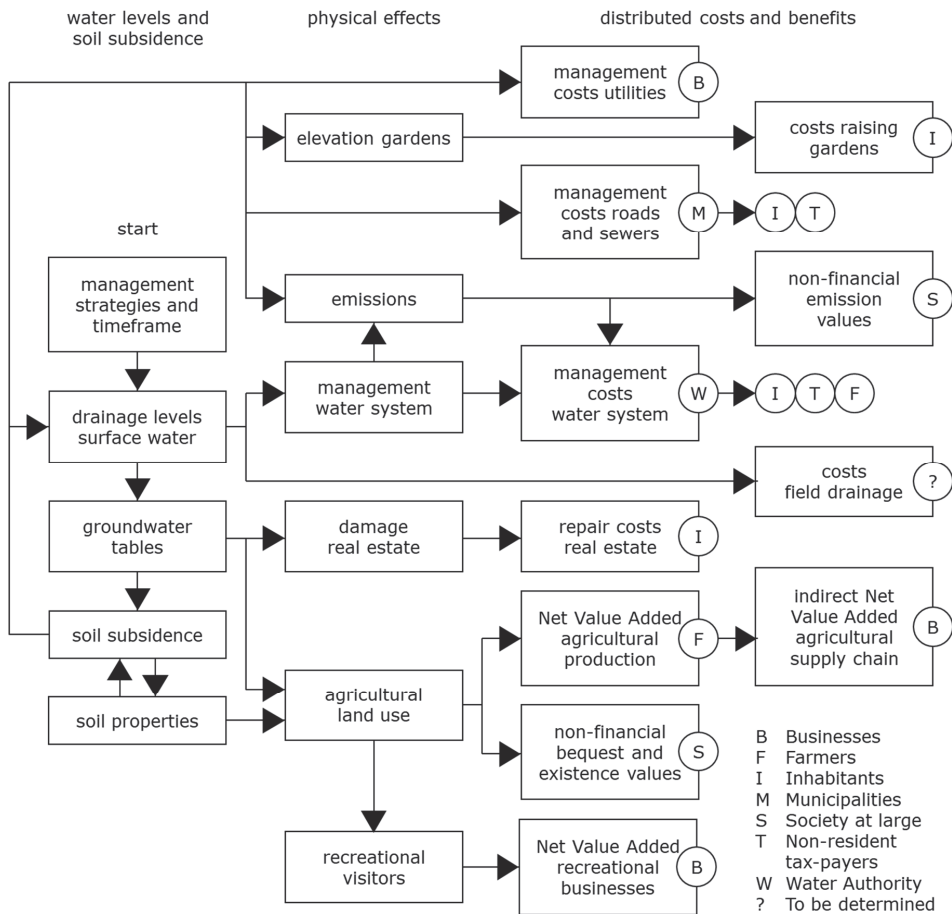 water levels and
soil subsidence
physical effects
distributed costs and benefits
management
costs utilities
B
elevation gardens
costs raising
gardens
I
management
costs roads
and sewers
M
I
T
start
management
strategies and
timeframe
emissions
non-financial
emission
values
S
drainage levels
surface water
management
water system
management
costs
water system
W
I
T
F
costs
field drainage
?
groundwater
tables
damage
real estate
repair costs
real estate
I
soil subsidence
Net Value Added
agricultural
production
F
indirect Net
Value Added
agricultural
supply chain
B
soil properties
agricultural
land use
non-financial
bequest and
existence values
S
recreational
visitors
Net Value Added
recreational
businesses
B
B Businesses
F Farmers
I Inhabitants
M Municipalities
S Society at large
T Non-resident
tax-payers
W Water Authority
? To be determined